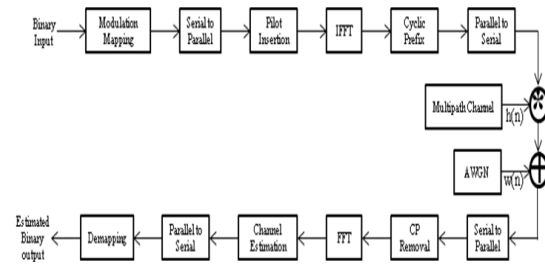 Binary
Input
Modulation
Mapping
Serial to
Parallel
Pilot
Insertion
IFFT
Cyclic
Prefix
Parallel to
Serial
Multipath Channel
h(n)
*
AWGN
w(n)
+
Estimated
Binary
output
Demapping
Parallel to
Serial
Channel
Estimation
FFT
CP
Removal
Serial to
Parallel